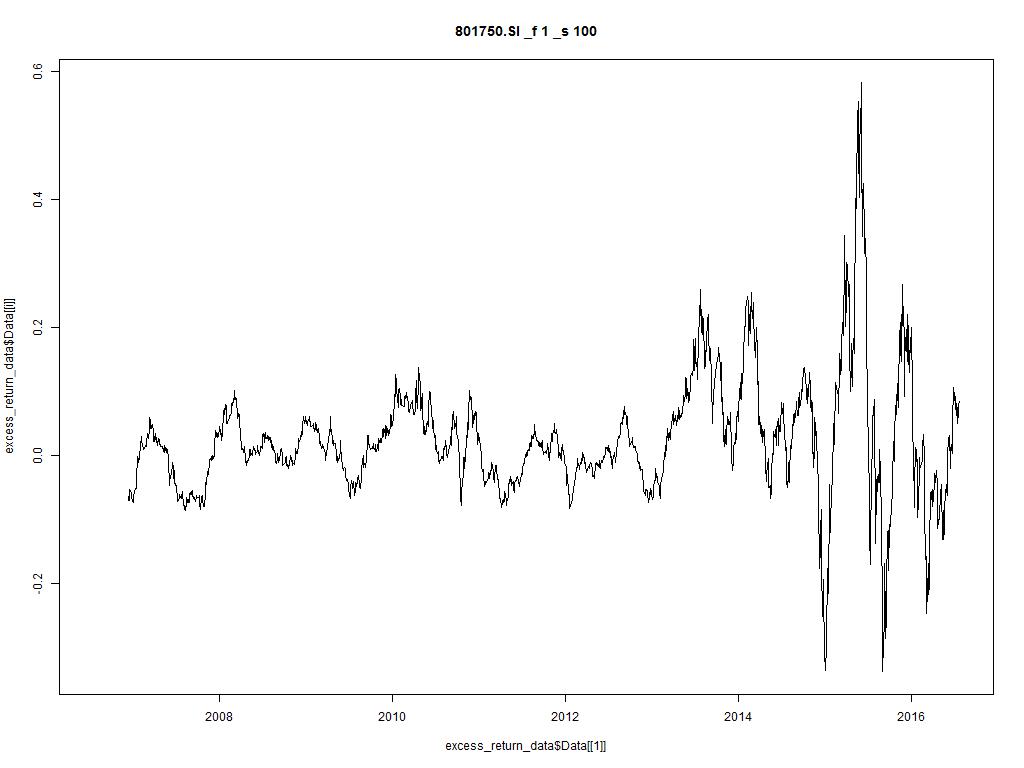 801750.SI _f 1 _s 100
excess_return_data$Data[[i]]
0.6
0.4
0.2
0.0
-0.2
2008 2010 2012 2014 2016
excess_return_data$Data[[1]]